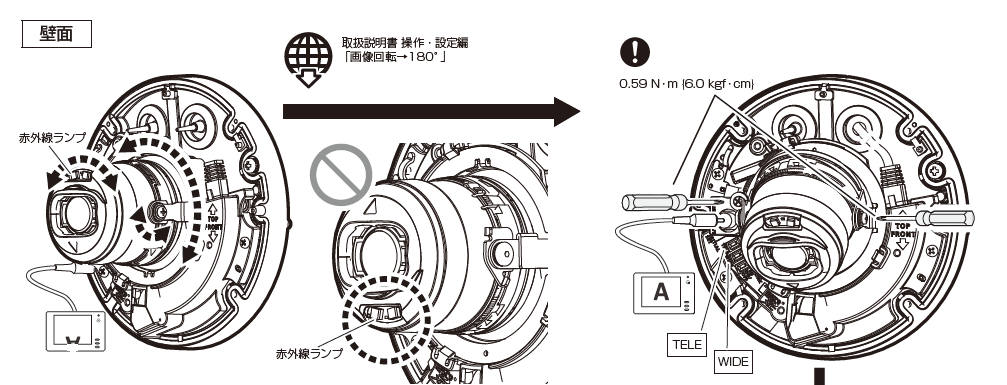 壁面
取扱説明書 操作・設定編
「画像回転→180°」
0.59 N·m {6.0 kgf·cm}
赤外線ランプ
TOP
FRONT
赤外線ランプ
TOP
FRONT
A
TELE
WIDE